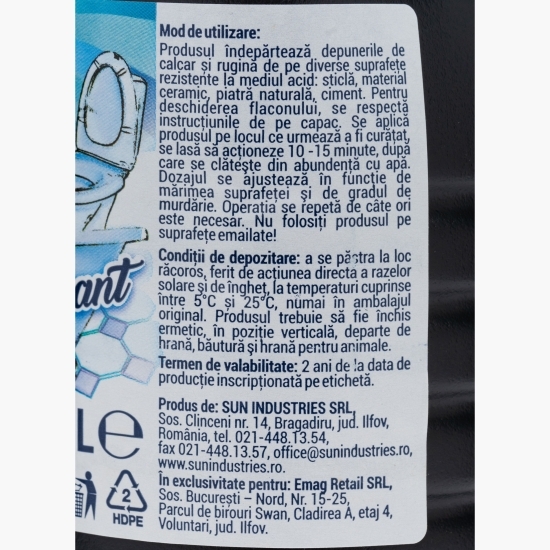 Mod de utilizare:
Produsul îndepărtează depunerile de
calcar și rugină de pe diverse suprafețe
rezistente la mediul acid: sticlă, material
ceramic, piatră naturală, ciment. Pentru
deschiderea flaconului, se respectă
instrucțiunile de pe capac. Se aplică
produsul pe locul ce urmează a fi curățat,
se lasă să acționeze 10 -15 minute, după
care se clătește din abundență cu apă.
Dozajul se ajustează în funcție de
mărimea suprafeței și de gradul de
murdărie. Operația se repetă de câte ori
este necesar. Nu folosiți produsul pe
suprafețe emailate!
Condiții de depozitare: a se păstra la loc
răcoros, ferit de acțiunea directă a razelor
solare și de îngheț, la temperaturi cuprinse
între 5°C și 25°C, numai în ambalajul
original. Produsul trebuie să fie închis
ermetic, în poziție verticală, departe de
hrană, băutură și hrană pentru animale.
Termen de valabilitate: 2 ani de la data de
producție inscripționată pe etichetă.
Produs de: SUN INDUSTRIES SRL,
Sos. Clinceni nr. 14, Bragadiru, jud. Ilfov,
România, tel. 021-448.13.54,
fax 021-448.13.57, office@sunindustries.ro,
www.sunindustries.ro.
În exclusivitate pentru: Emag Retail SRL,
Sos. București – Nord, Nr. 15-25,
Parcul de birouri Swan, Cladirea A, etaj 4,
Voluntari, jud. Ilfov.
ant
L℮
2
HDPE